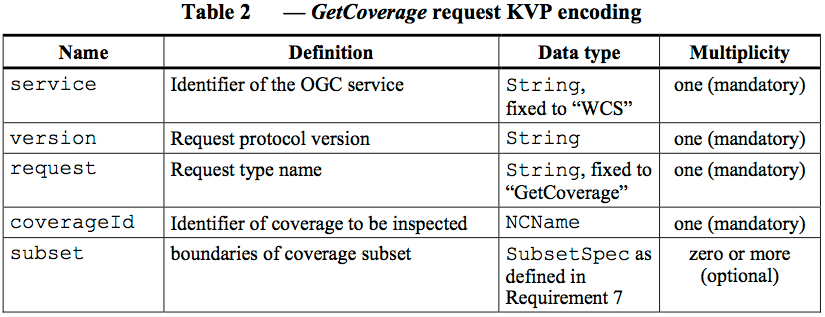 Table 2 — GetCoverage request KVP encoding
Name Definition Data type Multiplicity
service Identifier of the OGC service String, one (mandatory)
fixed to “WCS”
version Request protocol version String one (mandatory)
request Request type name String, fixed to one (mandatory)
“GetCoverage”
coverageId Identifier of coverage to be inspected NCName one (mandatory)
subset boundaries of coverage subset SubsetSpec as zero or more
defined in (optional)
Requirement 7